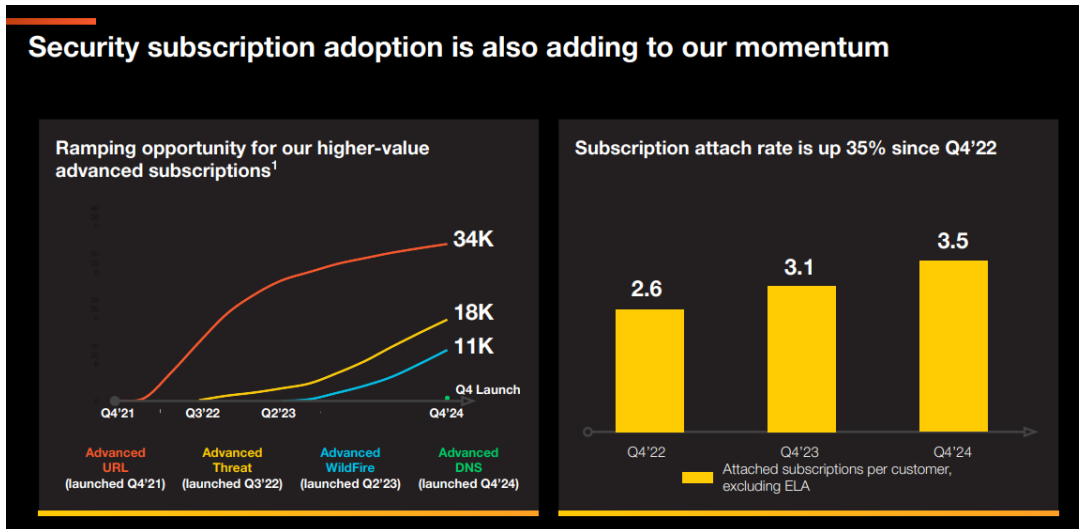 Security subscription adoption is also adding to our momentum
Ramping opportunity for our higher-value
advanced subscriptions¹
34K
18K
11K
Q4 Launch
Q4'21
Q3'22
Q2'23
Q4'24
Advanced
URL
(launched Q4'21)
Advanced
Threat
(launched Q3'22)
Advanced
WildFire
(launched Q2'23)
Advanced
DNS
(launched Q4'24)
Subscription attach rate is up 35% since Q4'22
2.6
3.1
3.5
Q4'22
Q4'23
Q4'24
Attached subscriptions per customer,
excluding ELA